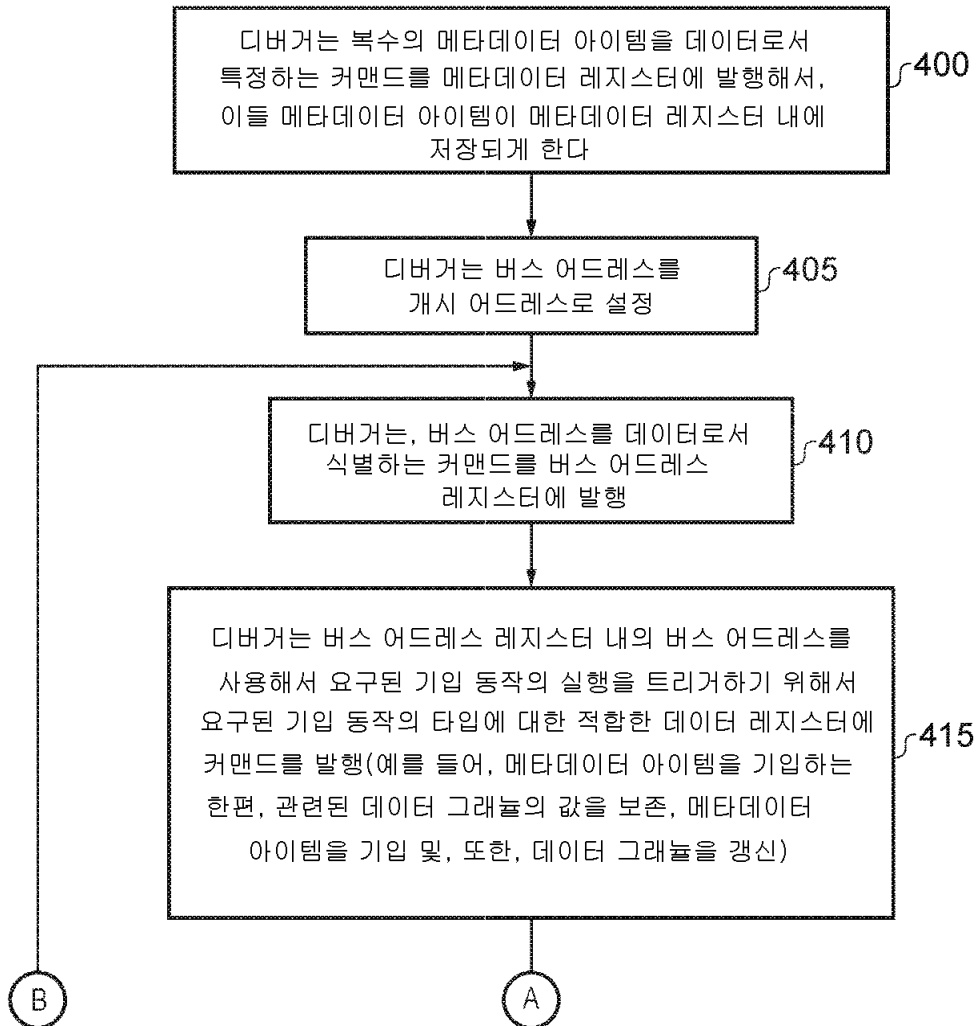 디버거는 복수의 메타데이터 아이템을 데이터로서
특정하는 커맨드를 메타데이터 레지스터에 발행해서,
이들 메타데이터 아이템이 메타데이터 레지스터 내에
저장되게 한다
400
디버거는 버스 어드레스를
개시 어드레스로 설정
405
디버거는, 버스 어드레스를 데이터로서
식별하는 커맨드를 버스 어드레스
레지스터에 발행
410
디버거는 버스 어드레스 레지스터 내의 버스 어드레스를
사용해서 요구된 기입 동작의 실행을 트리거하기 위해서
요구된 기입 동작의 타입에 대한 적합한 데이터 레지스터에
커맨드를 발행(예를 들어, 메타데이터 아이템을 기입하는
한편, 관련된 데이터 그래뉼의 값을 보존, 메타데이터
아이템을 기입 및, 또한, 데이터 그래뉼을 갱신)
415
B
A